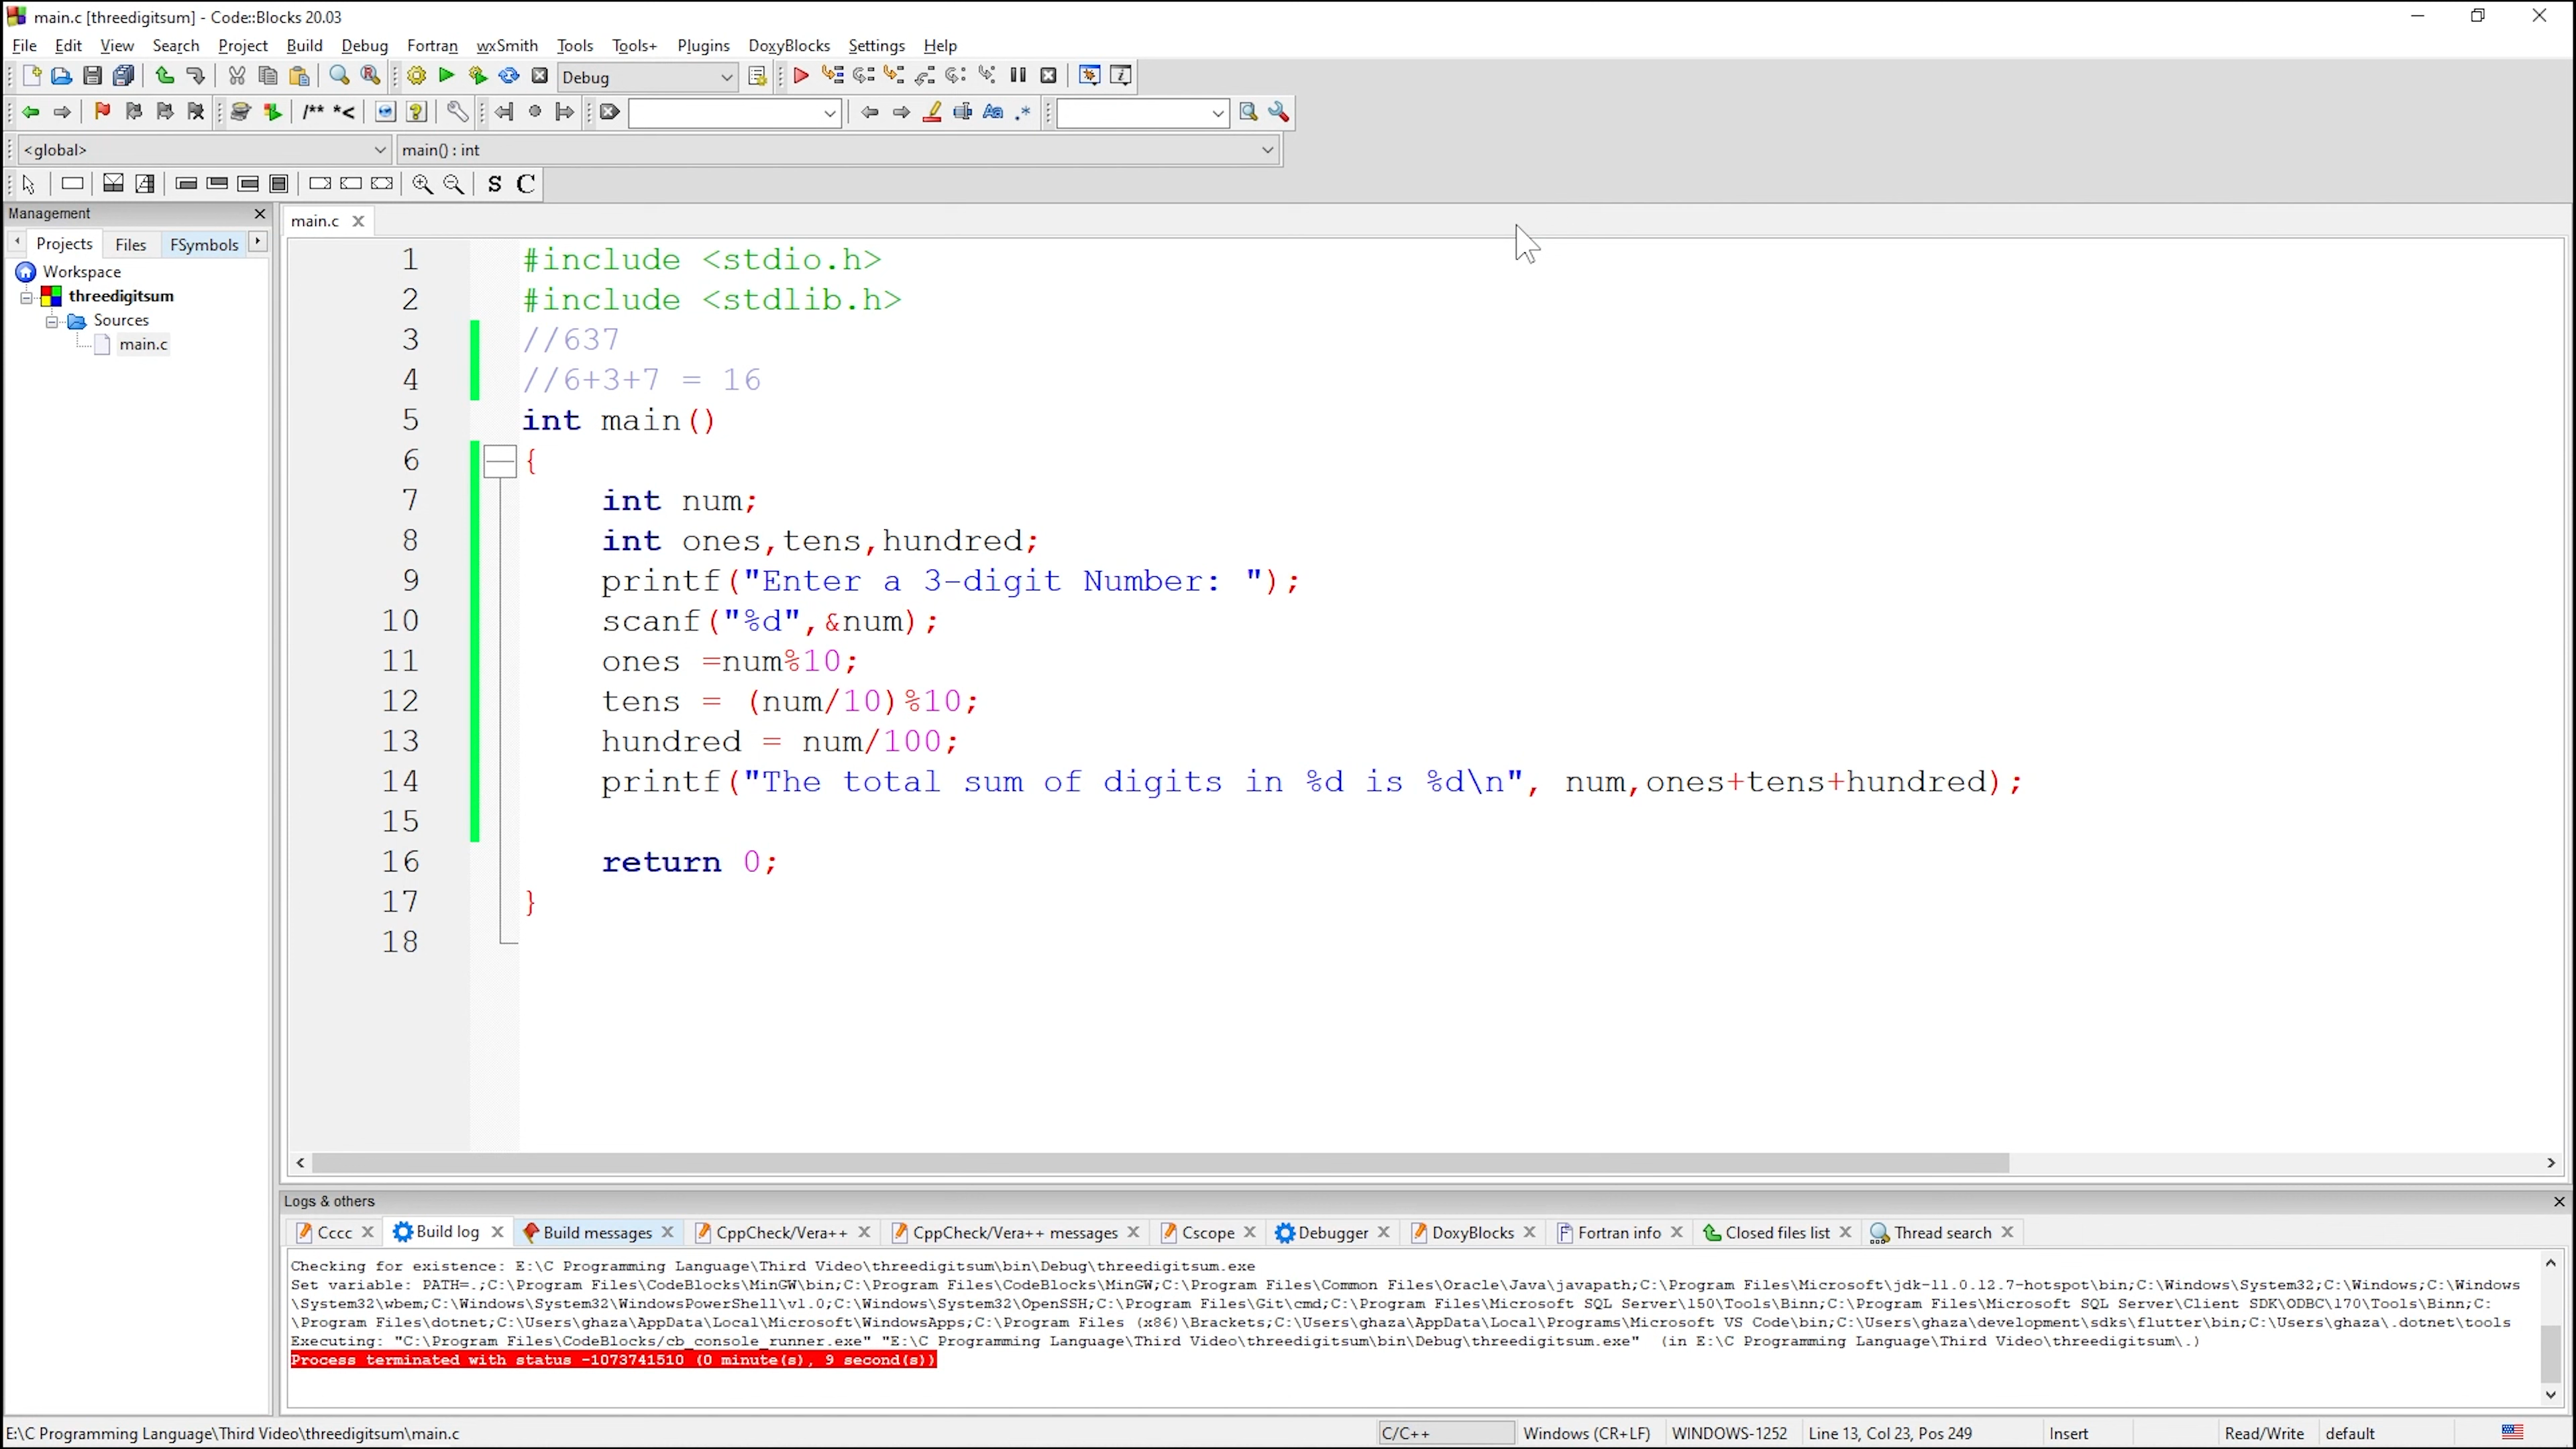 main.c [threedigitsum] - Code::Blocks 20.03
File Edit View Search Project Build Debug Fortran wxSmith Tools Tools+ Plugins DoxyBlocks Settings Help
Debug
/** *<
Aa .*
<global> main() : int
S C
Management
Projects Files FSymbols
Workspace
threedigitsum
Sources
main.c
main.c
1 #include <stdio.h>
2 #include <stdlib.h>
3 //637
4 //6+3+7 = 16
5 int main()
6 {
7 int num;
8 int ones,tens,hundred;
9 printf("Enter a 3-digit Number: ");
10 scanf("%d",&num);
11 ones =num%10;
12 tens = (num/10)%10;
13 hundred = num/100;
14 printf("The total sum of digits in %d is %d\n", num,ones+tens+hundred);
15
16 return 0;
17 }
18
Logs & others
Cccc Build log Build messages CppCheck/Vera++ CppCheck/Vera++ messages Cscope Debugger DoxyBlocks Fortran info Closed files list Thread search
Checking for existence: E:\C Programming Language\Third Video\threedigitsum\bin\Debug\threedigitsum.exe
Set variable: PATH=.;C:\Program Files\CodeBlocks\MinGW\bin;C:\Program Files\CodeBlocks\MinGW;C:\Program Files\Common Files\Oracle\Java\javapath;C:\Program Files\Microsoft\jdk-11.0.12.7-hotspot\bin;C:\Windows\System32;C:\Windows;C:\Windows
\System32\wbem;C:\Windows\System32\WindowsPowerShell\v1.0;C:\Windows\System32\OpenSSH;C:\Program Files\Git\cmd;C:\Program Files\Microsoft SQL Server\150\Tools\Binn;C:\Program Files\Microsoft SQL Server\Client SDK\ODBC\170\Tools\Binn;C:
\Program Files\dotnet;C:\Users\ghaza\AppData\Local\Microsoft\WindowsApps;C:\Program Files (x86)\Brackets;C:\Users\ghaza\AppData\Local\Programs\Microsoft VS Code\bin;C:\Users\ghaza\development\sdks\flutter\bin;C:\Users\ghaza\.dotnet\tools
Executing: "C:\Program Files\CodeBlocks/cb_console_runner.exe" "E:\C Programming Language\Third Video\threedigitsum\bin\Debug\threedigitsum.exe" (in E:\C Programming Language\Third Video\threedigitsum\.)
Process terminated with status -1073741510 (0 minute(s), 9 second(s))
E:\C Programming Language\Third Video\threedigitsum\main.c C/C++ Windows (CR+LF) WINDOWS-1252 Line 13, Col 23, Pos 249 Insert Read/Write default